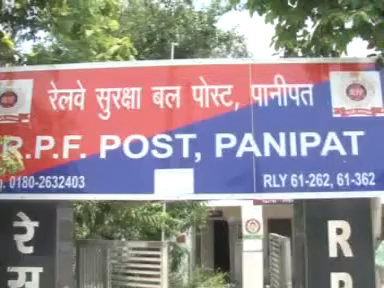 रेलवे सुरक्षा बल पोस्ट, पानीपत
R.P.F. POST, PANIPAT
0180-2632403
RLY 61-262, 61-362
रे
स
R
P